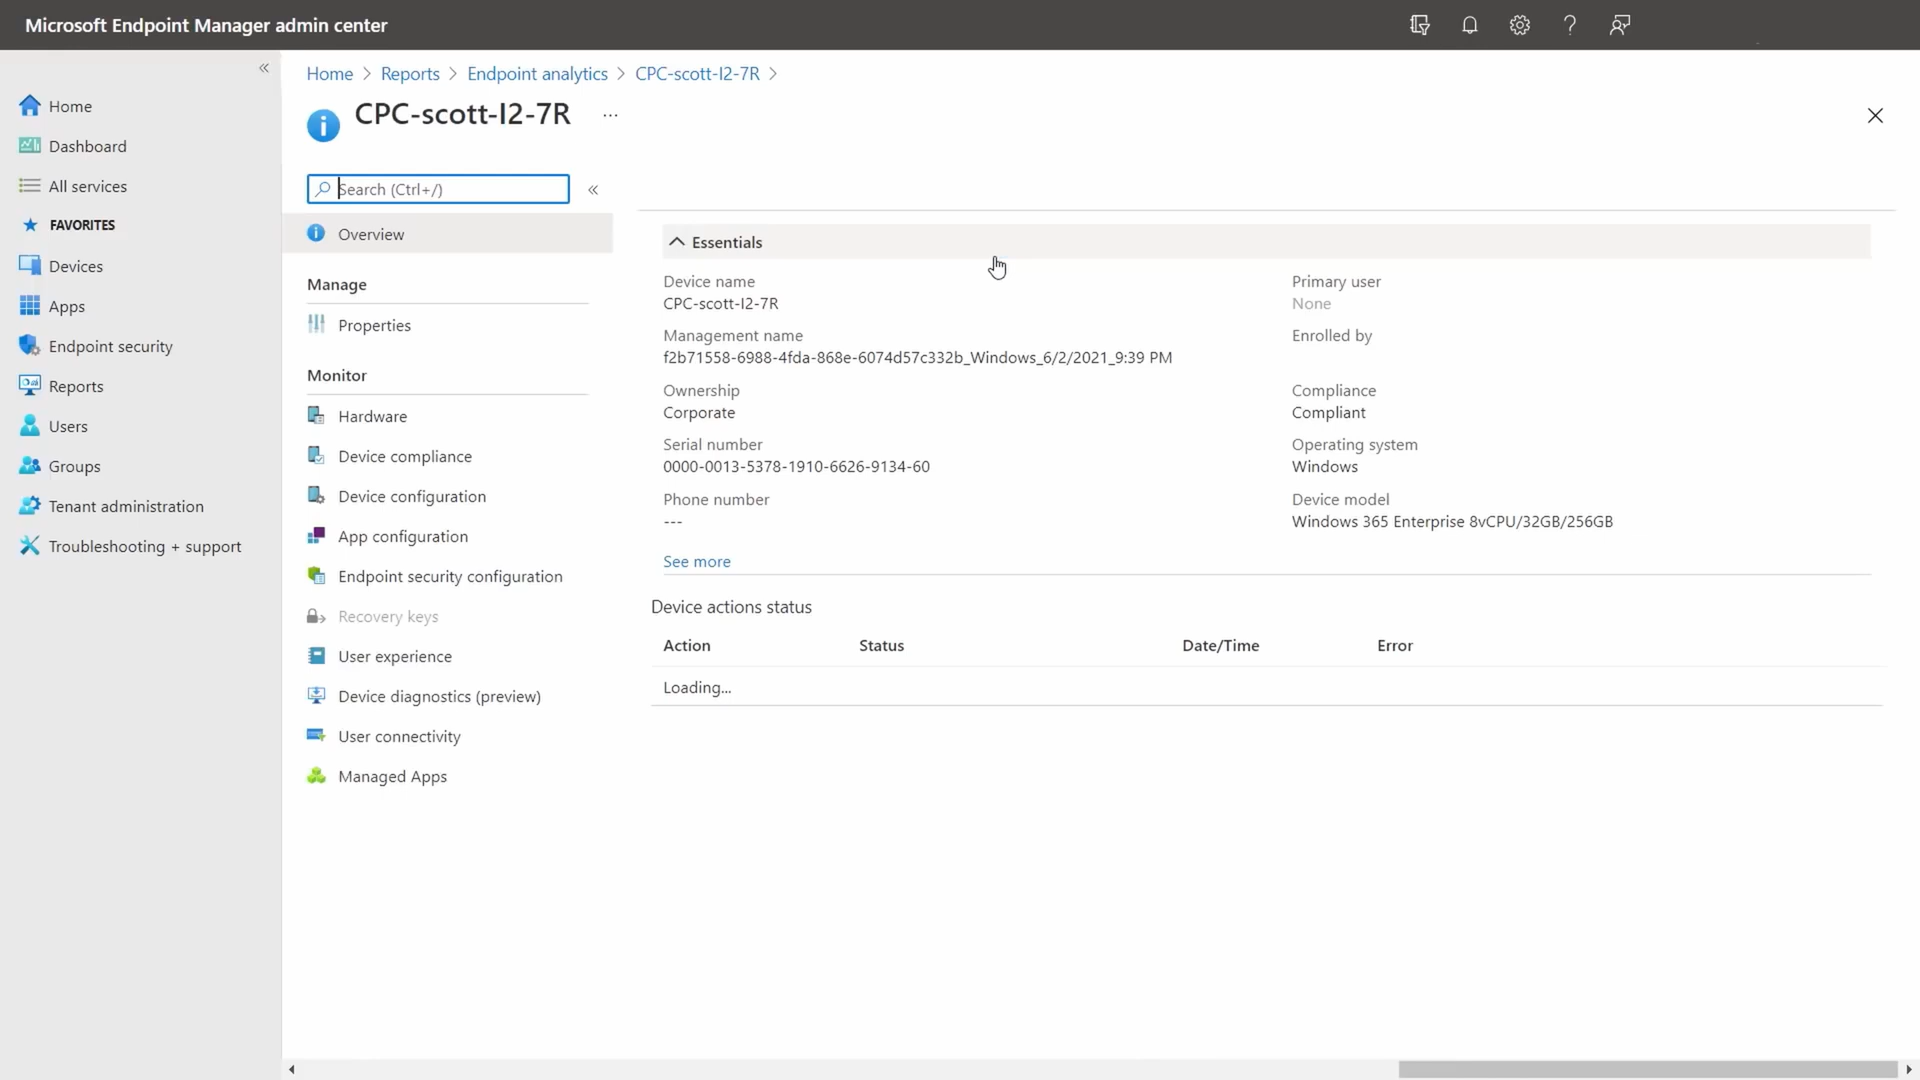 Microsoft Endpoint Manager admin center
Home > Reports > Endpoint analytics > CPC-scott-I2-7R >
CPC-scott-I2-7R ...
Search (Ctrl+/)
Overview
Manage
Properties
Monitor
Hardware
Device compliance
Device configuration
App configuration
Endpoint security configuration
Recovery keys
User experience
Device diagnostics (preview)
User connectivity
Managed Apps
Home
Dashboard
All services
FAVORITES
Devices
Apps
Endpoint security
Reports
Users
Groups
Tenant administration
Troubleshooting + support
Essentials
Device name
CPC-scott-I2-7R
Management name
f2b71558-6988-4fda-868e-6074d57c332b_Windows_6/2/2021_9:39 PM
Ownership
Corporate
Serial number
0000-0013-5378-1910-6626-9134-60
Phone number
---
See more
Primary user
None
Enrolled by
Compliance
Compliant
Operating system
Windows
Device model
Windows 365 Enterprise 8vCPU/32GB/256GB
Device actions status
Action Status Date/Time Error
Loading...